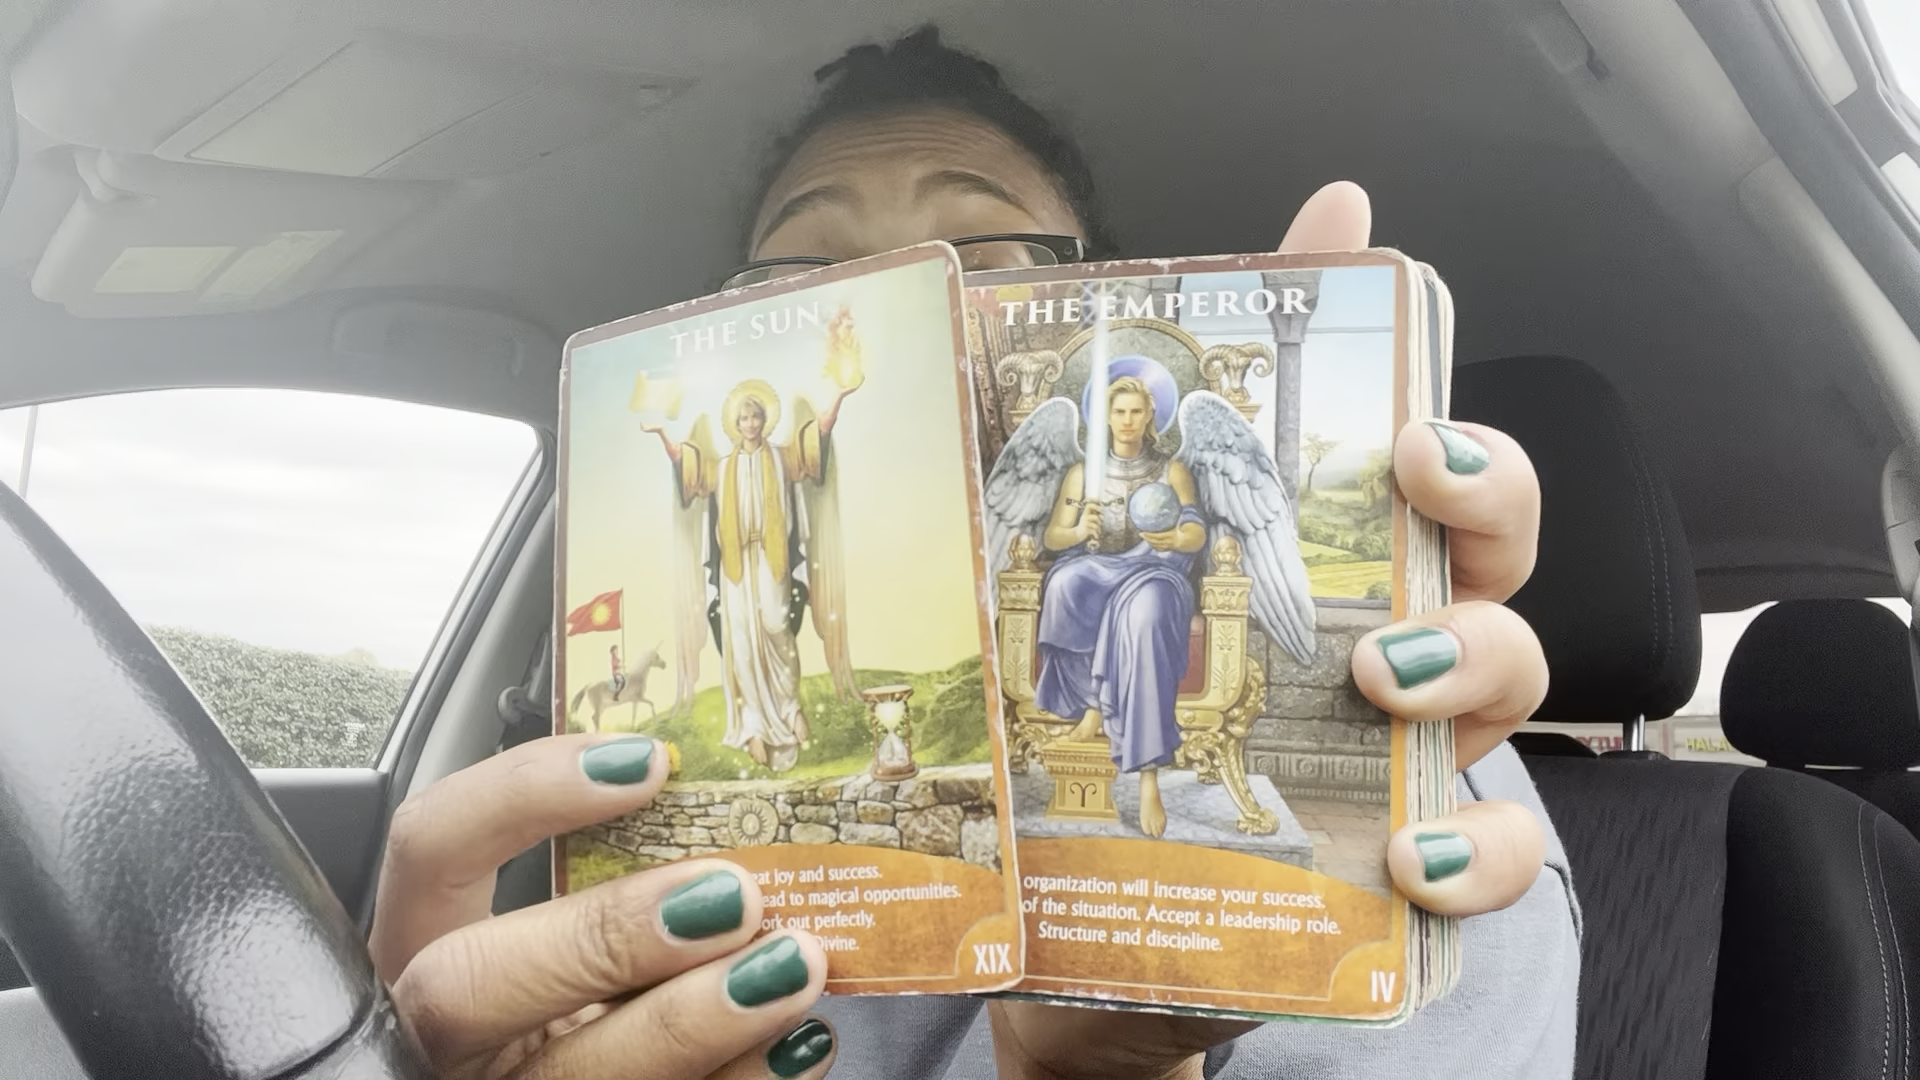 THE SUN
eat joy and success.
ead to magical opportunities.
ork out perfectly.
Divine.
XIX
THE EMPEROR
organization will increase your success.
of the situation. Accept a leadership role.
Structure and discipline.
IV
HALA